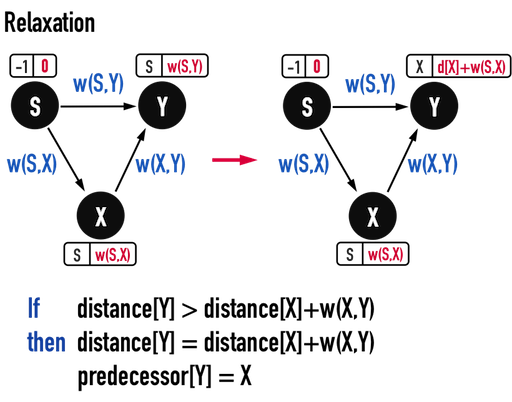 Relaxation
-1 0
S w(S,Y)
-1 0
X d[X]+w(S,X)
w(S,Y)
w(S,Y)
S
Y
S
Y
w(S,X)
w(X,Y)
w(S,X)
w(X,Y)
X
X
S w(S,X)
S w(S,X)
If distance[Y] > distance[X]+w(X,Y)
then distance[Y] = distance[X]+w(X,Y)
predecessor[Y] = X